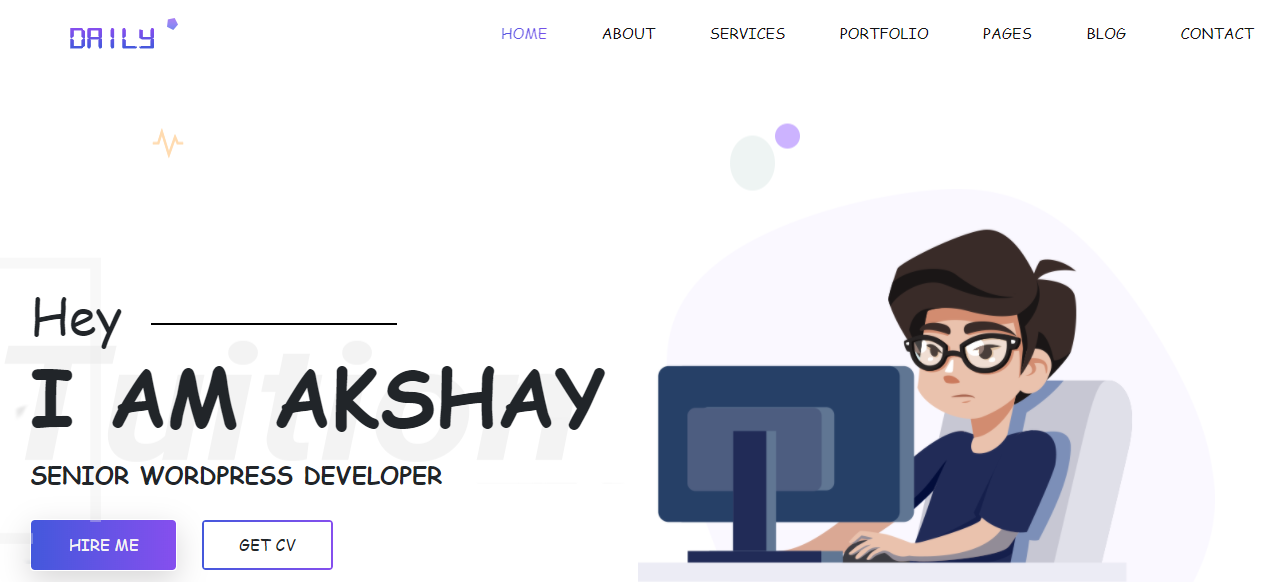 DAILY
HOME ABOUT SERVICES PORTFOLIO PAGES BLOG CONTACT
Hey
Tuition
I AM AKSHAY
SENIOR WORDPRESS DEVELOPER
HIRE ME GET CV